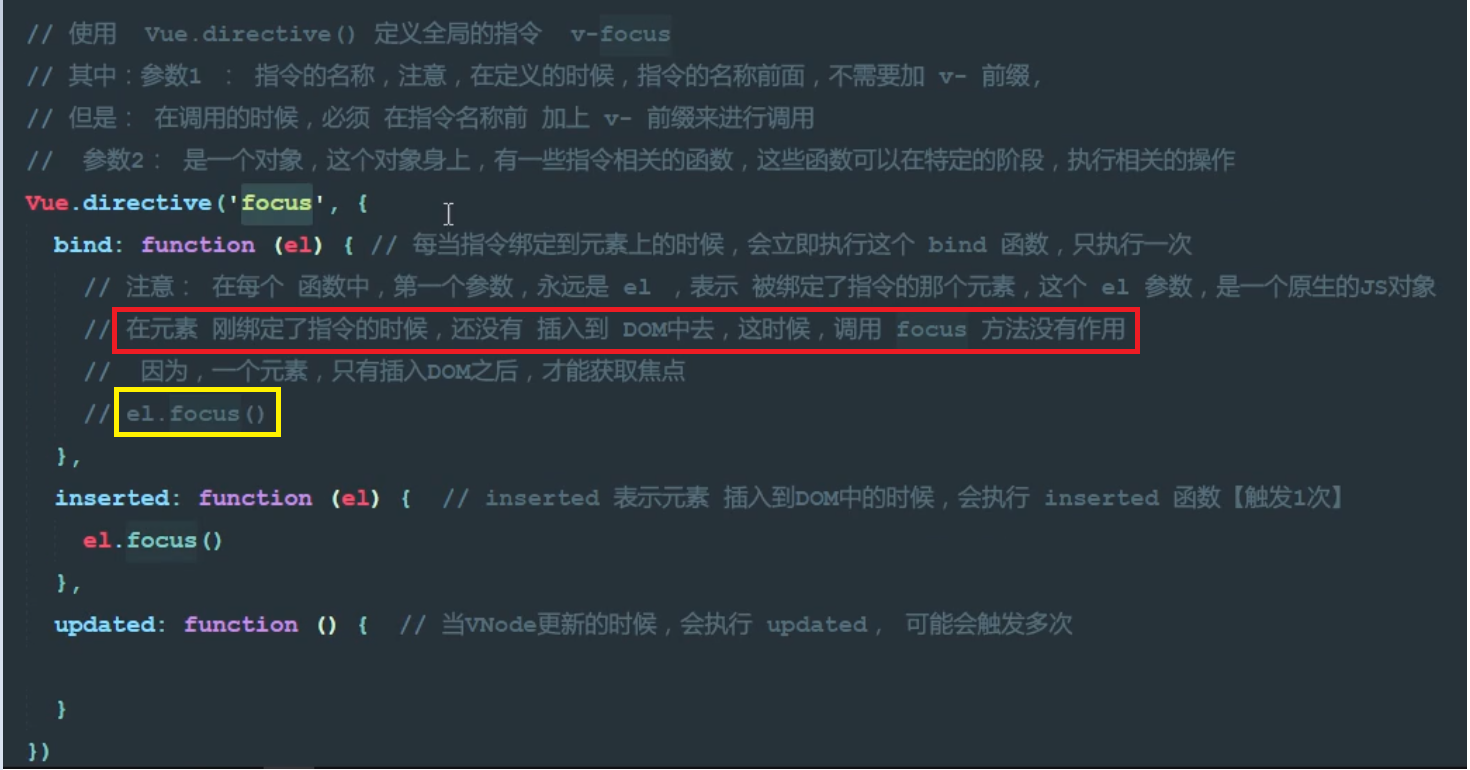 // 使用 Vue.directive() 定义全局的指令 v-focus
// 其中：参数1 ： 指令的名称，注意，在定义的时候，指令的名称前面，不需要加 v- 前缀，
// 但是： 在调用的时候，必须 在指令名称前 加上 v- 前缀来进行调用
// 参数2： 是一个对象，这个对象身上，有一些指令相关的函数，这些函数可以在特定的阶段，执行相关的操作
Vue.directive('focus', {
bind: function (el) { // 每当指令绑定到元素上的时候，会立即执行这个 bind 函数，只执行一次
// 注意： 在每个 函数中，第一个参数，永远是 el ，表示 被绑定了指令的那个元素，这个 el 参数，是一个原生的JS对象
// 在元素 刚绑定了指令的时候，还没有 插入到 DOM中去，这时候，调用 focus 方法没有作用
// 因为，一个元素，只有插入DOM之后，才能获取焦点
// el.focus()
},
inserted: function (el) { // inserted 表示元素 插入到DOM中的时候，会执行 inserted 函数【触发1次】
el.focus()
},
updated: function () { // 当VNode更新的时候，会执行 updated， 可能会触发多次
}
})